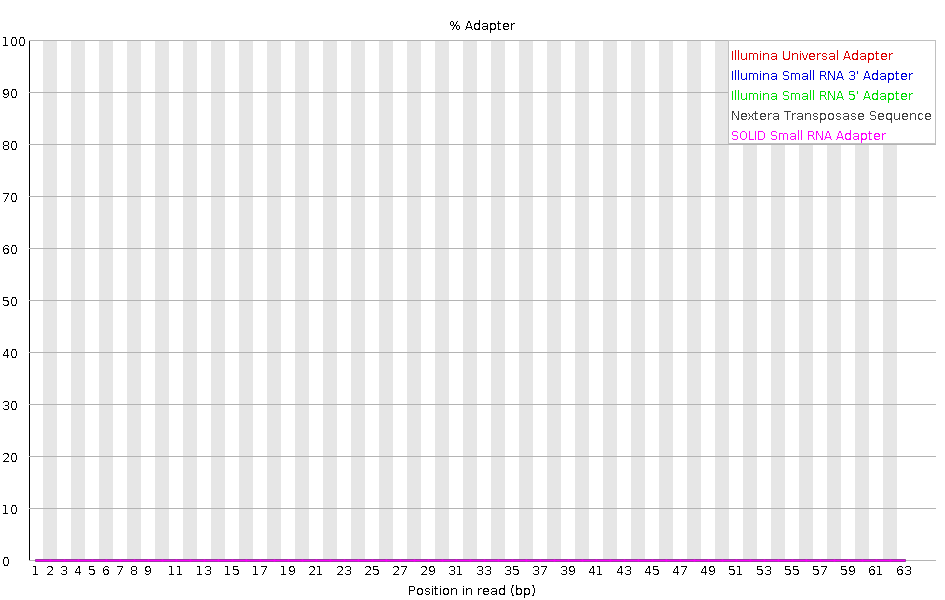 % Adapter
100
90
80
70
60
50
40
30
20
10
0
Illumina Universal Adapter
Illumina Small RNA 3' Adapter
Illumina Small RNA 5' Adapter
Nextera Transposase Sequence
SOLID Small RNA Adapter
1 2 3 4 5 6 7 8 9 11 13 15 17 19 21 23 25 27 29 31 33 35 37 39 41 43 45 47 49 51 53 55 57 59 61 63
Position in read (bp)